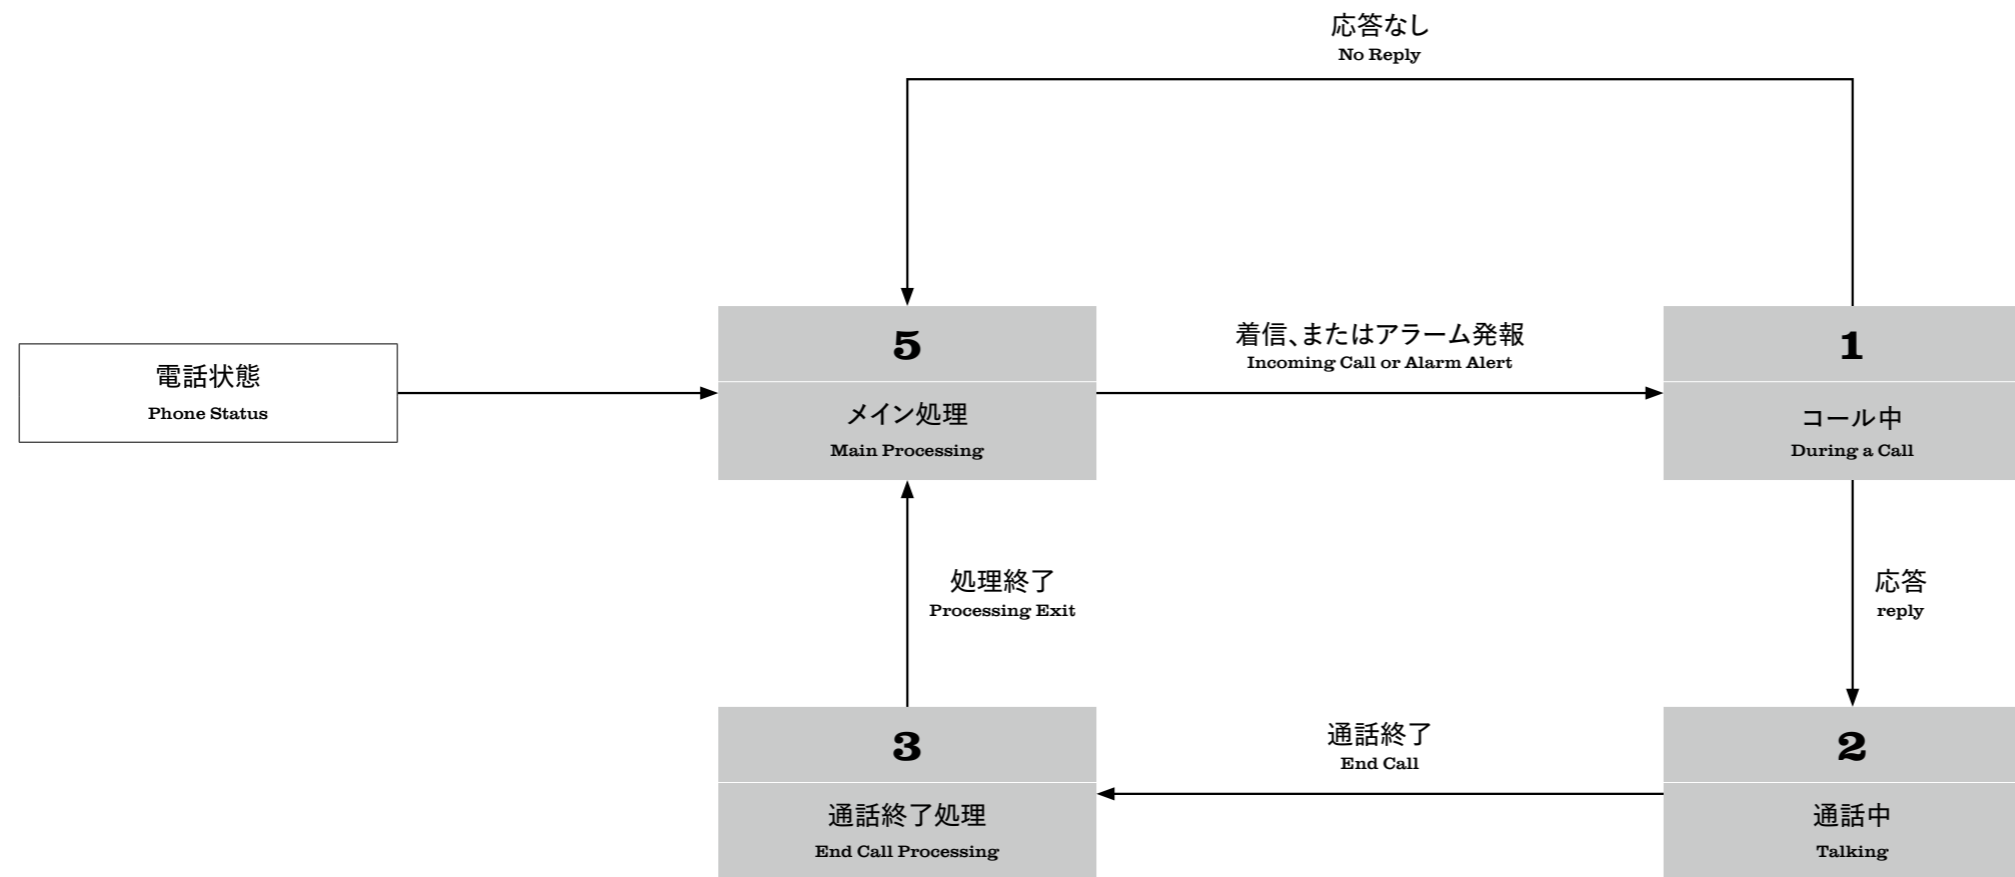 応答なし
No Reply
5
着信、またはアラーム発報
Incoming Call or Alarm Alert
1
電話状態
Phone Status
メイン処理
Main Processing
コール中
During a Call
処理終了
Processing Exit
応答
reply
3
通話終了
End Call
2
通話終了処理
End Call Processing
通話中
Talking